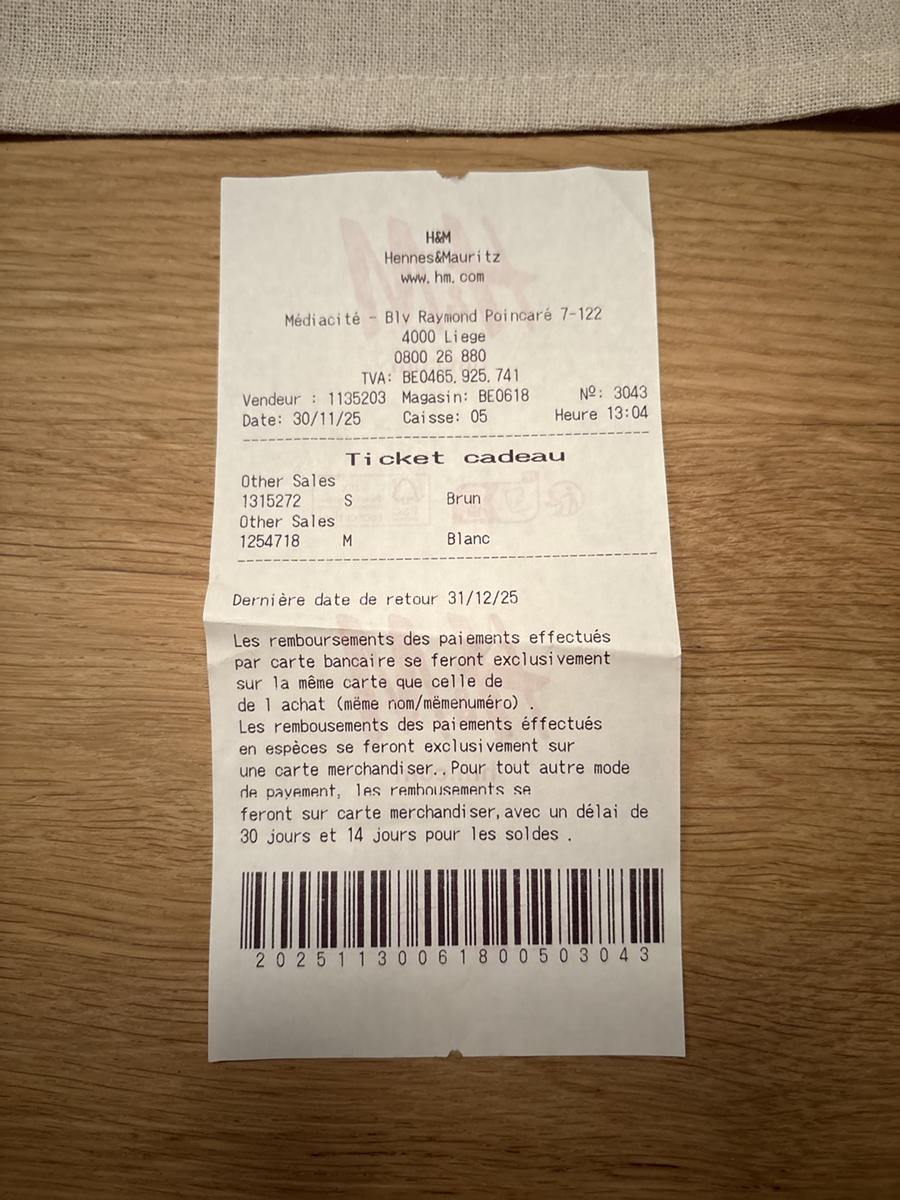 H&M
Hennes&Mauritz
www.hm.com
Médiacité - Blv Raymond Poincaré 7-122
4000 Liege
0800 26 880
TVA: BE0465.925.741
Vendeur : 1135203 Magasin: BE0618 Nº: 3043
Date: 30/11/25 Caisse: 05 Heure 13:04
Ticket cadeau
Other Sales
1315272 S Brun
Other Sales
1254718 M Blanc
Dernière date de retour 31/12/25
Les remboursements des paiements effectués
par carte bancaire se feront exclusivement
sur la même carte que celle de
de l achat (mëme nom/mëmenuméro) .
Les rembousements des paiements éffectués
en espèces se feront exclusivement sur
une carte merchandiser.. Pour tout autre mode
de payement, les rembousements se
feront sur carte merchandiser, avec un délai de
30 jours et 14 jours pour les soldes .
20251130061800503043